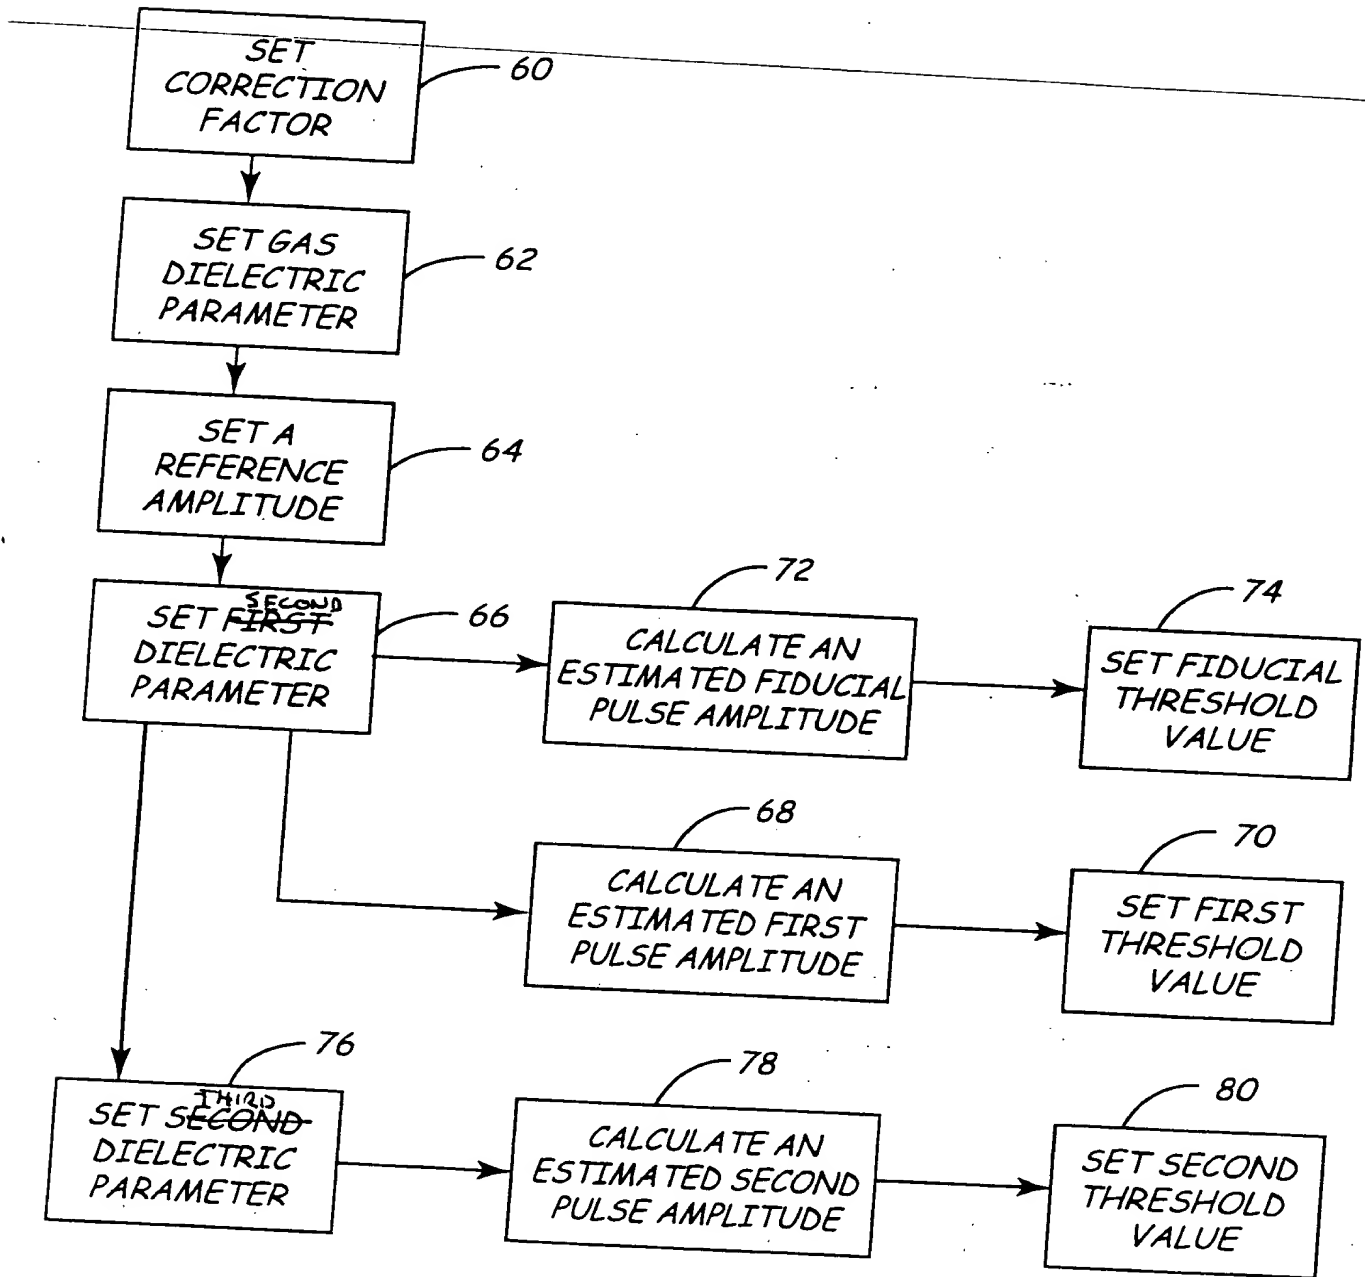 SET
CORRECTION
FACTOR
60
SET GAS
DIELECTRIC
PARAMETER
62
SET A
REFERENCE
AMPLITUDE
64
SECOND
SET FIRST
DIELECTRIC
PARAMETER
66
72
CALCULATE AN
ESTIMATED FIDUCIAL
PULSE AMPLITUDE
74
SET FIDUCIAL
THRESHOLD
VALUE
68
CALCULATE AN
ESTIMATED FIRST
PULSE AMPLITUDE
70
SET FIRST
THRESHOLD
VALUE
76
THIRD
SET SECOND
DIELECTRIC
PARAMETER
78
CALCULATE AN
ESTIMATED SECOND
PULSE AMPLITUDE
80
SET SECOND
THRESHOLD
VALUE